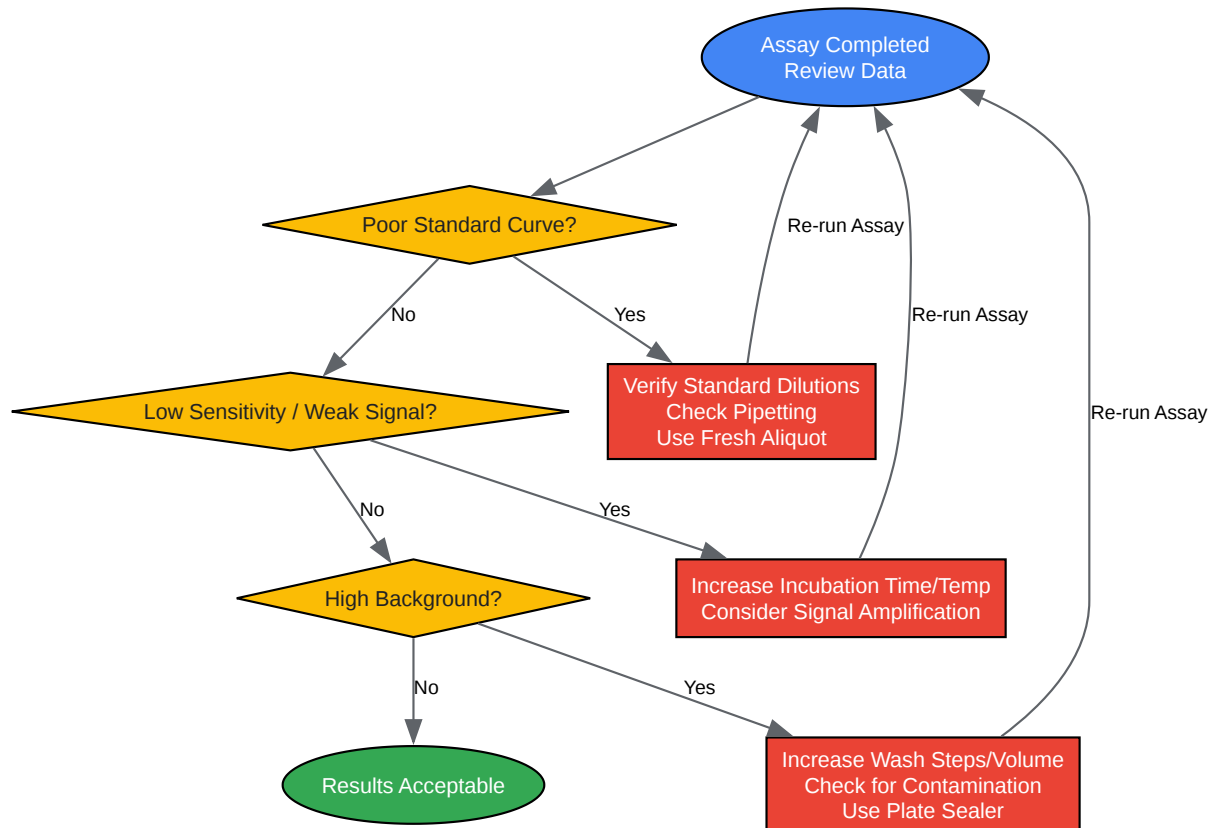 Assay Completed
Review Data
Poor Standard Curve?
Re-run Assay
No
Yes
Re-run Assay
Verify Standard Dilutions
Check Pipetting
Use Fresh Aliquot
Low Sensitivity / Weak Signal?
Re-run Assay
No
Yes
Increase Incubation Time/Temp
Consider Signal Amplification
High Background?
No
Yes
Increase Wash Steps/Volume
Check for Contamination
Use Plate Sealer
Results Acceptable